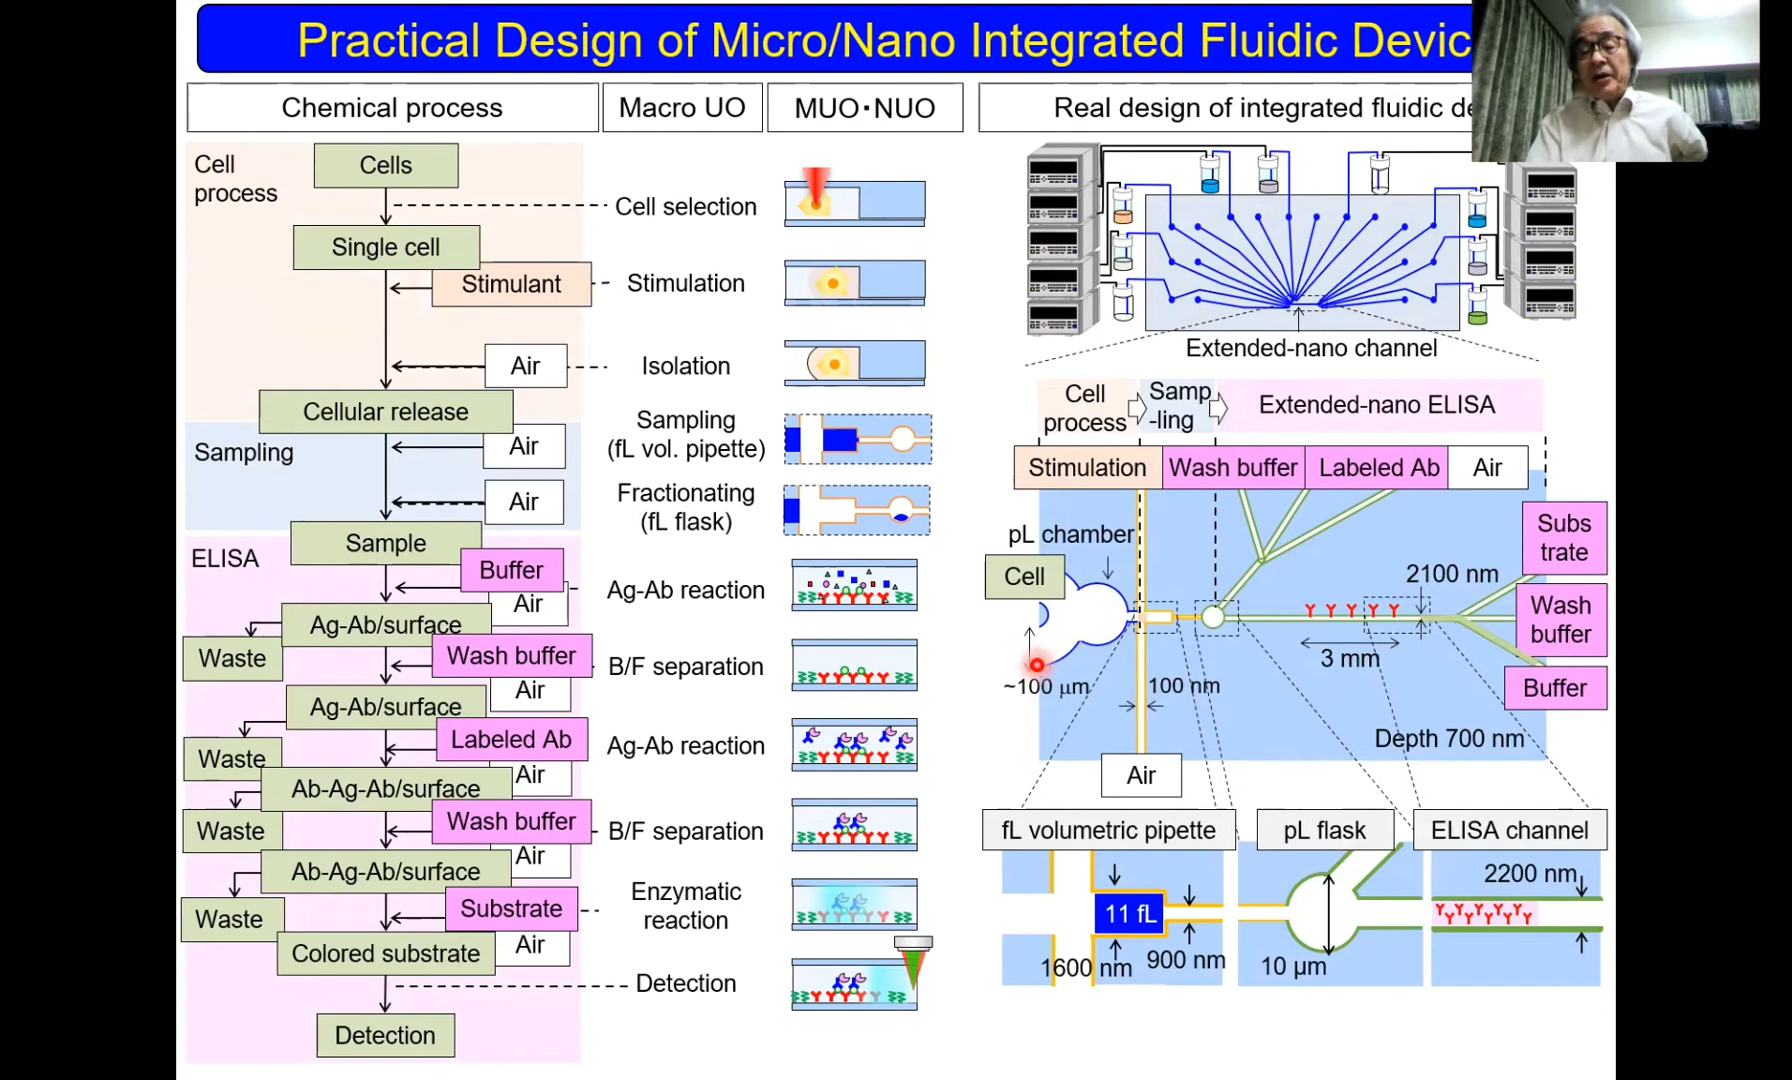 Practical Design of Micro/Nano Integrated Fluidic Devic
Chemical process
Macro UO
MUO・NUO
Real design of integrated fluidic de
Cell
process
Cells
Cell selection
Single cell
Stimulant
Stimulation
Air
Isolation
Cellular release
Sampling
Air
Sampling
(fL vol. pipette)
Air
Fractionating
(fL flask)
Sample
ELISA
Buffer
Air
Ag-Ab reaction
Ag-Ab/surface
Waste
Wash buffer
B/F separation
Air
Ag-Ab/surface
Waste
Labeled Ab
Ag-Ab reaction
Air
Ab-Ag-Ab/surface
Waste
Wash buffer
B/F separation
Air
Ab-Ag-Ab/surface
Waste
Substrate
Enzymatic
reaction
Air
Colored substrate
Detection
Detection
Extended-nano channel
Cell
process
Samp
-ling
Extended-nano ELISA
Stimulation
Wash buffer
Labeled Ab
Air
pL chamber
Cell
Subs
trate
2100 nm
Wash
buffer
3 mm
~100 μm
100 nm
Buffer
Depth 700 nm
Air
fL volumetric pipette
pL flask
ELISA channel
2200 nm
11 fL
1600 nm
900 nm
10 μm